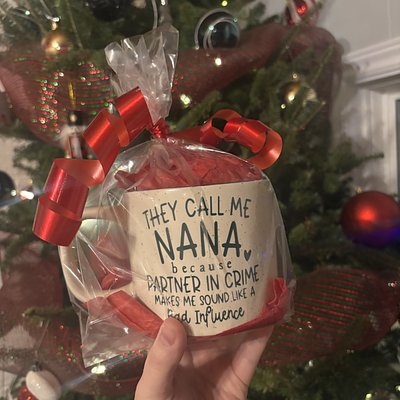 THEY CALL ME
NANA
because
PARTNER IN CRIME
MAKES ME SOUND LIKE A
Bad Influence